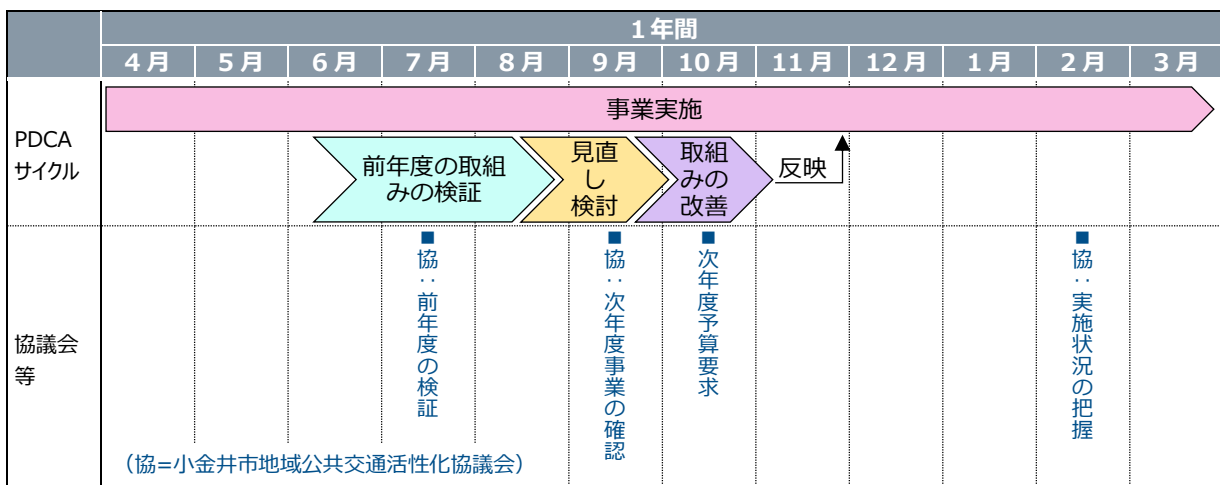 1年間
4月 5月 6月 7月 8月 9月 10月 11月 12月 1月 2月 3月
PDCA
サイクル
事業実施
前年度の取組
みの検証
見直
し
検討
取組
みの
改善
反映
協議会
等
■協：前年度の検証
■協：次年度事業の確認
■次年度予算要求
■協：実施状況の把握
（協=小金井市地域公共交通活性化協議会）